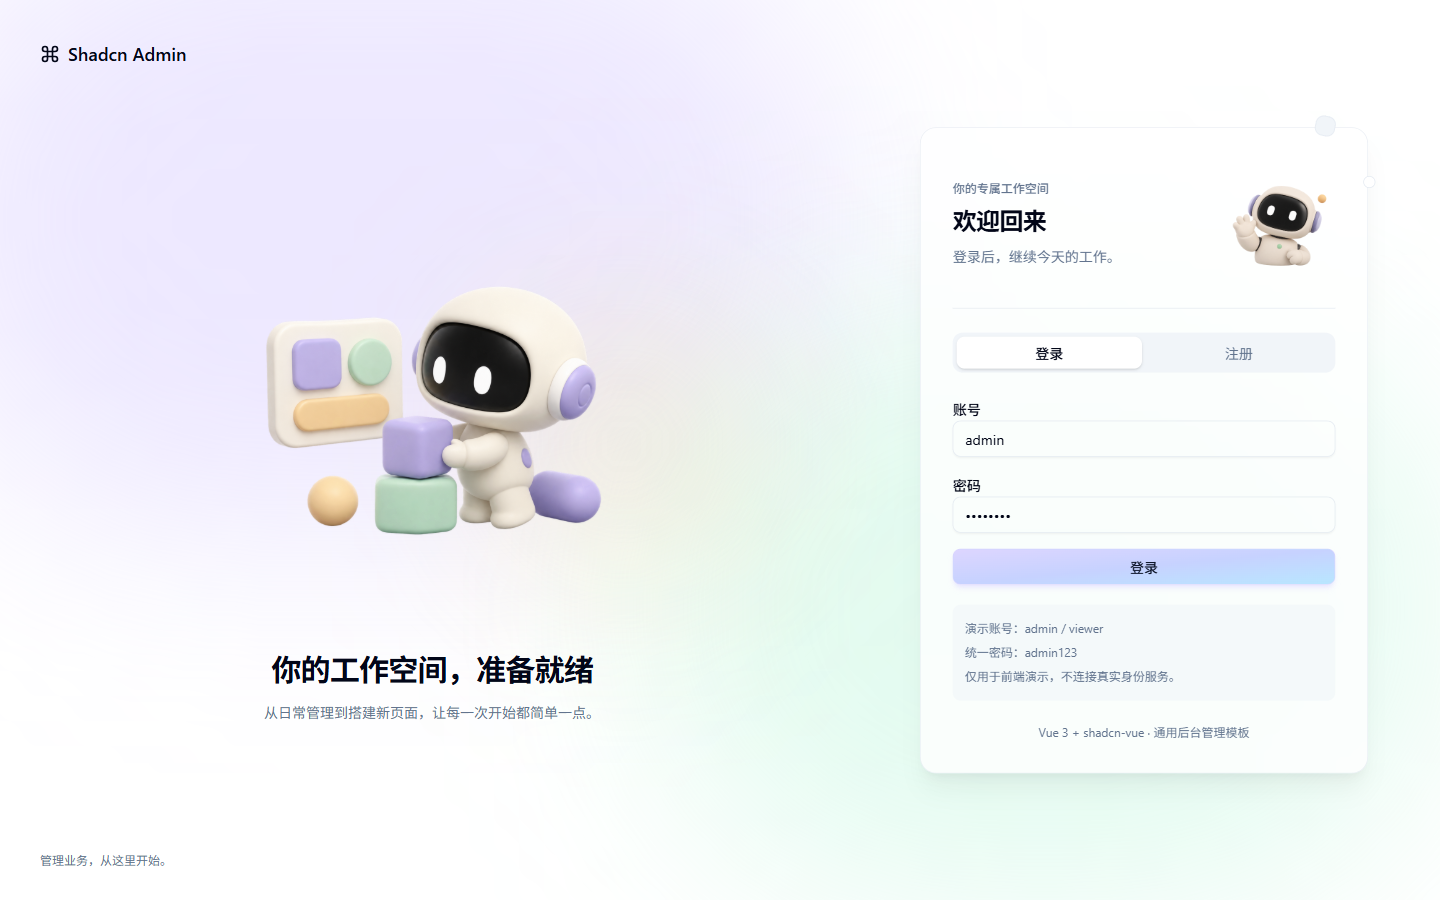 Shadcn Admin
你的工作空间，准备就绪
从日常管理到搭建新页面，让每一次开始都简单一点。
管理业务，从这里开始。
你的专属工作空间
欢迎回来
登录后，继续今天的工作。
登录
注册
账号
admin
密码
••••••••
登录
演示账号：admin / viewer
统一密码：admin123
仅用于前端演示，不连接真实身份服务。
Vue 3 + shadcn-vue · 通用后台管理模板